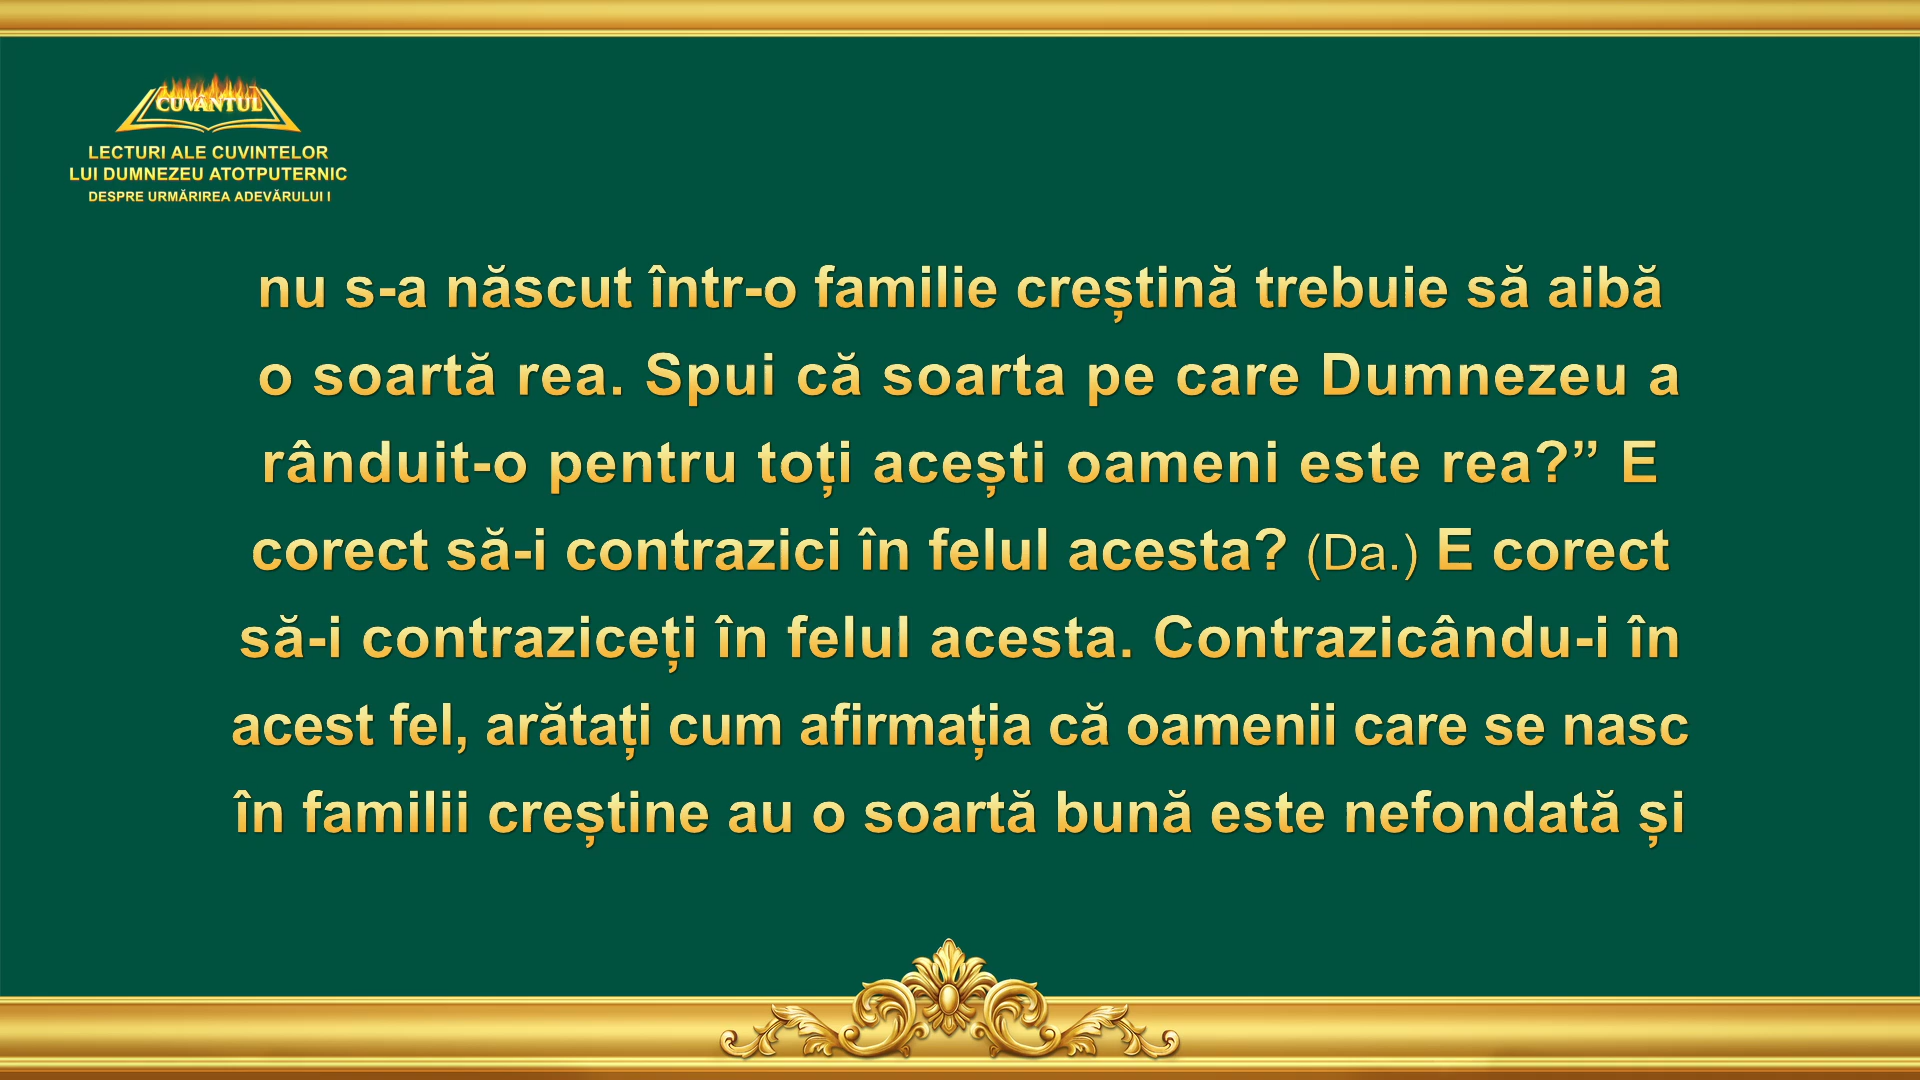 CUVÂNTUL
LECTURI ALE CUVINTELOR
LUI DUMNEZEU ATOTPUTERNIC
DESPRE URMĂRIREA ADEVĂRULUI I
nu s-a născut într-o familie creștină trebuie să aibă
o soartă rea. Spui că soarta pe care Dumnezeu a
rânduit-o pentru toți acești oameni este rea?” E
corect să-i contrazici în felul acesta? (Da.) E corect
să-i contraziceți în felul acesta. Contrazicându-i în
acest fel, arătați cum afirmația că oamenii care se nasc
în familii creștine au o soartă bună este nefondată și